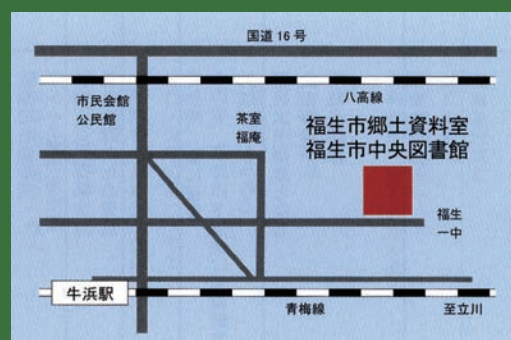 国道16号
市民会館
公民館
八高線
茶室
福庵
福生市郷土資料室
福生市中央図書館
福生
一中
牛浜駅
青梅線
至立川